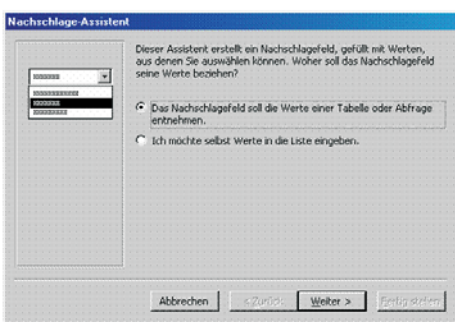 Nachschlage-Assistent
Dieser Assistent erstellt ein Nachschlagefeld, gefüllt mit Werten,
aus denen Sie auswählen können. Woher soll das Nachschlagefeld
seine Werte beziehen?
xxxxxxx
xxxxxxx
Das Nachschlagefeld soll die Werte einer Tabelle oder Abfrage
entnehmen.
Ich möchte selbst Werte in die Liste eingeben.
Abbrechen < Zurück Weiter > Fertig stellen